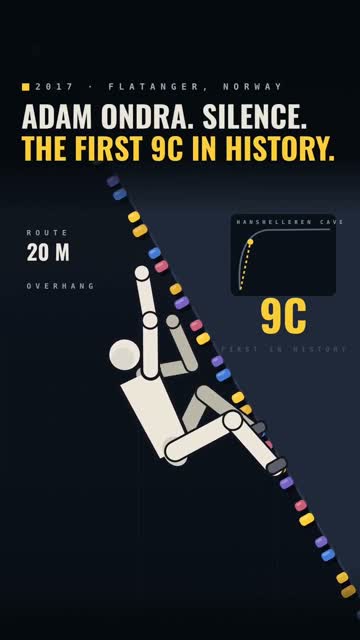 2017 · FLATANGER, NORWAY
ADAM ONDRA. SILENCE.
THE FIRST 9C IN HISTORY.
HANSHELLEREN CAVE
ROUTE
20 M
OVERHANG
9C
FIRST IN HISTORY